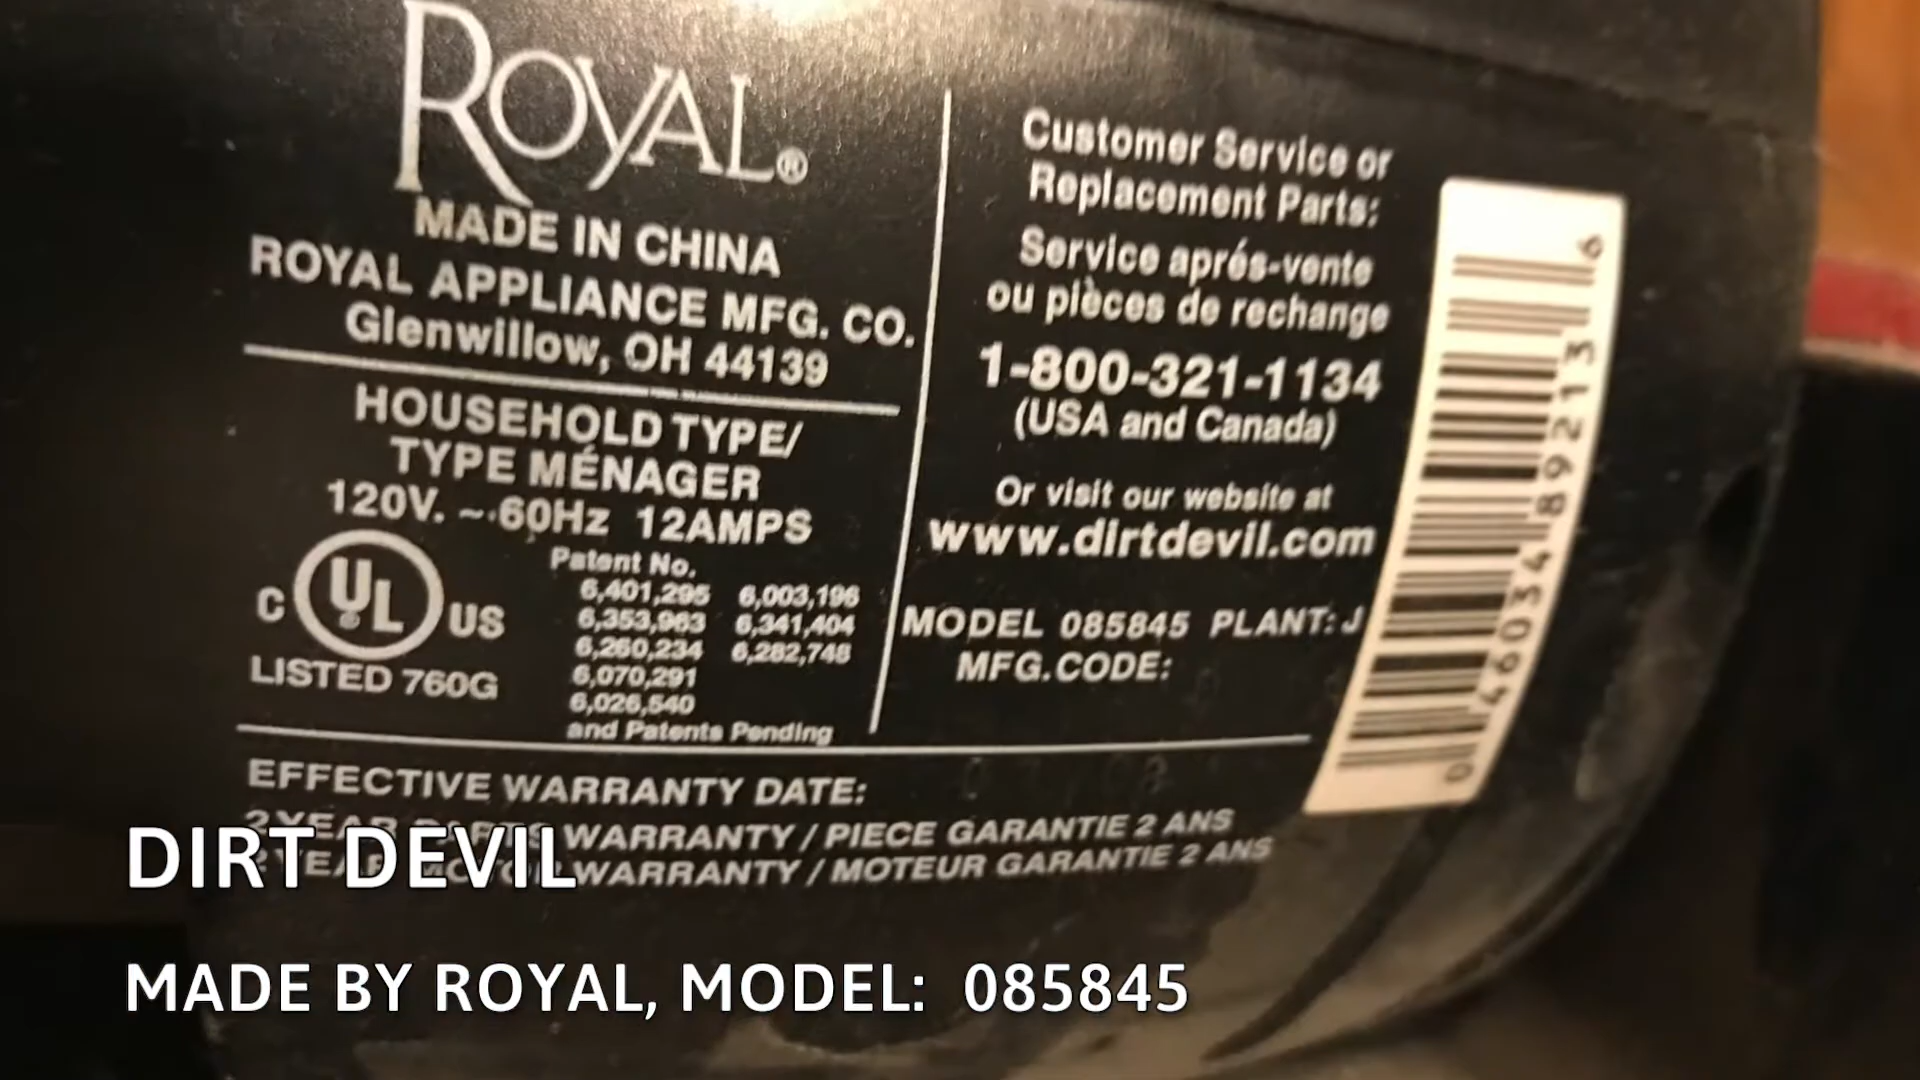 ROYAL®
MADE IN CHINA
ROYAL APPLIANCE MFG. CO.
Glenwillow, OH 44139
HOUSEHOLD TYPE/
TYPE MÉNAGER
120V. ~ 60Hz 12AMPS
C UL® US
LISTED 760G
Patent No.
6,401,295 6,003,196
6,353,963 6,341,404
6,260,234 6,282,746
6,070,291
6,026,540
and Patents Pending
Customer Service or
Replacement Parts:
Service aprés-vente
ou pièces de rechange
1-800-321-1134
(USA and Canada)
Or visit our website at
www.dirtdevil.com
MODEL 085845 PLANT: J
MFG.CODE:
0 46034 89213 6
EFFECTIVE WARRANTY DATE:
2 YEAR PARTS WARRANTY / PIECE GARANTIE 2 ANS
2 YEAR MOTOR WARRANTY / MOTEUR GARANTIE 2 ANS
DIRT DEVIL
MADE BY ROYAL, MODEL: 085845